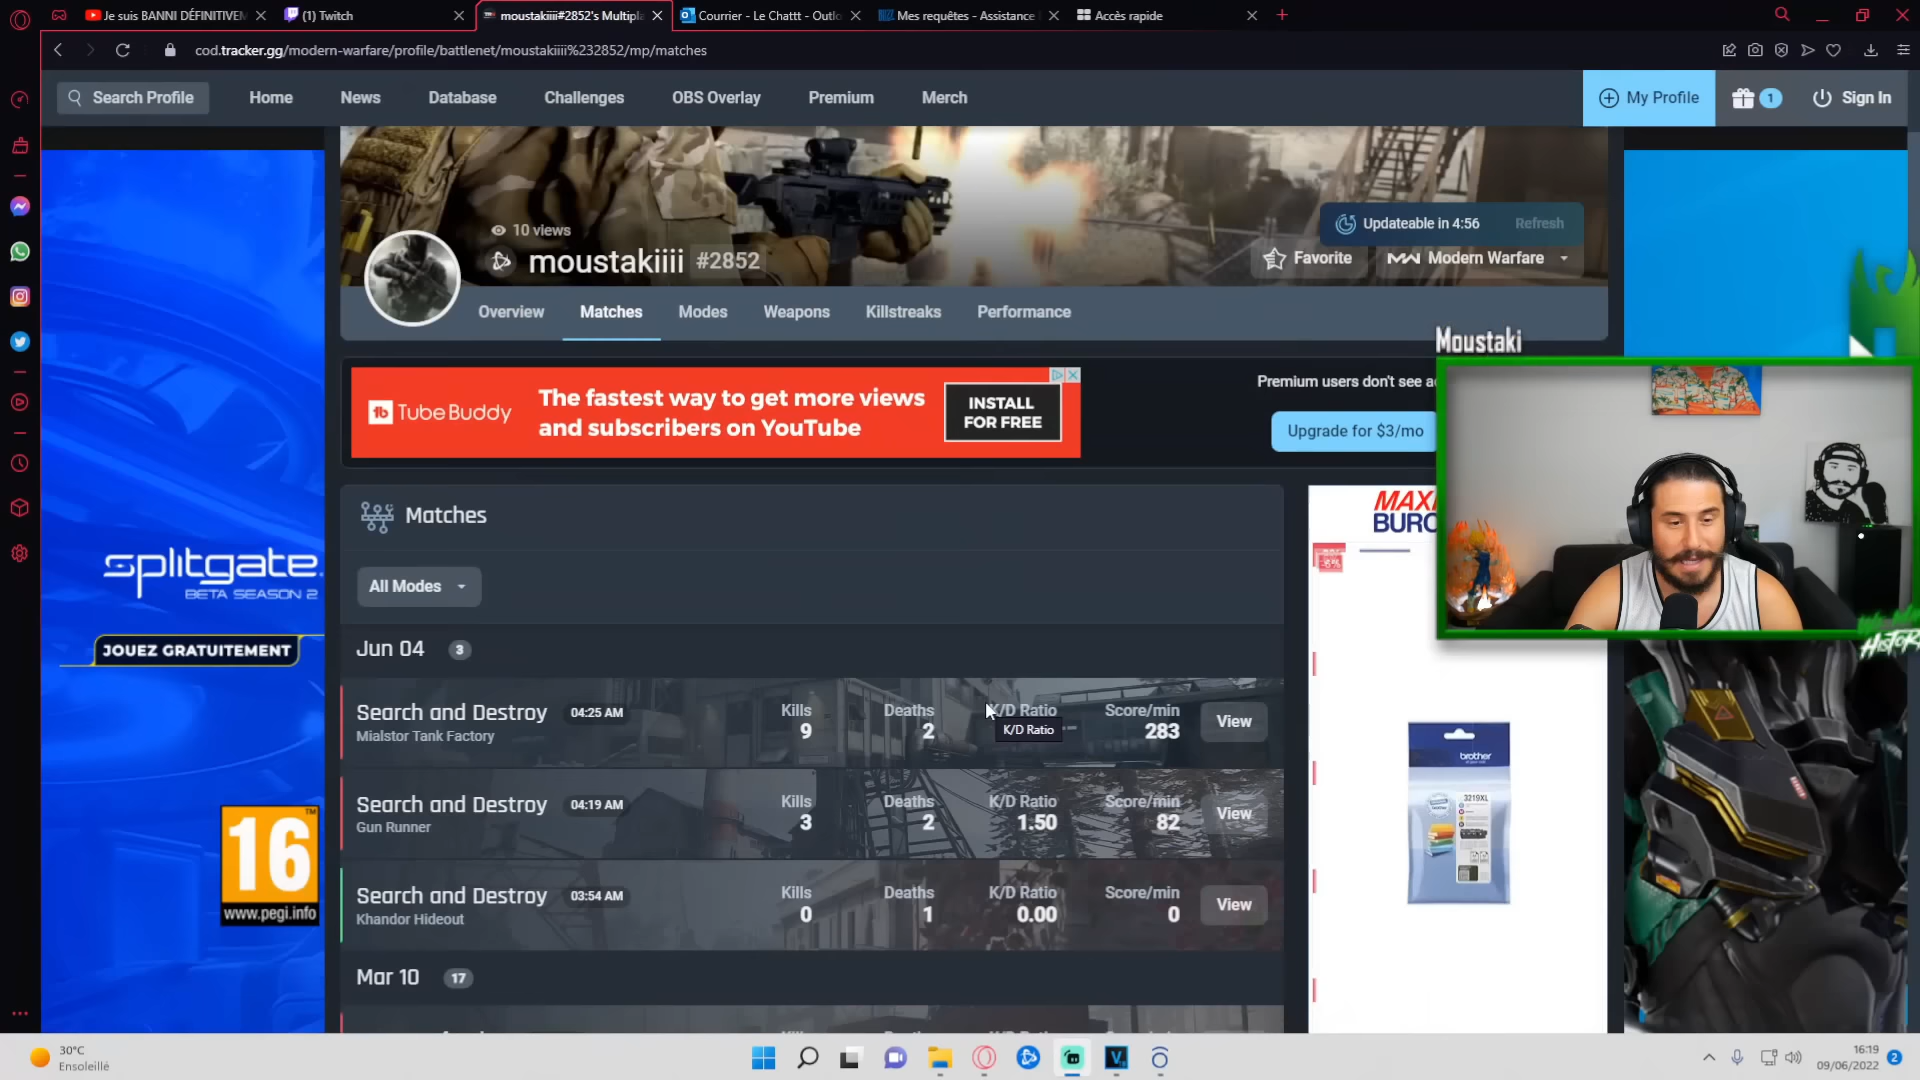 Je suis BANNI DÉFINITIVEM
(1) Twitch
moustakiiii#2852's Multipla
Courrier - Le Chattt - Outlo
Mes requêtes - Assistance
Accès rapide
cod.tracker.gg/modern-warfare/profile/battlenet/moustakiiii%232852/mp/matches
Search Profile
Home
News
Database
Challenges
OBS Overlay
Premium
Merch
My Profile
1
Sign In
10 views
moustakiiii #2852
Updateable in 4:56
Refresh
Favorite
Modern Warfare
Overview
Matches
Modes
Weapons
Killstreaks
Performance
Moustaki
TubeBuddy
The fastest way to get more views
and subscribers on YouTube
INSTALL
FOR FREE
Premium users don't see a
Upgrade for $3/mo
Matches
MAXI
BURO
All Modes
splitgate
BETA SEASON 2
JOUEZ GRATUITEMENT
Jun 04 3
Search and Destroy 04:25 AM
Mialstor Tank Factory
Kills
9
Deaths
2
K/D Ratio
K/D Ratio
Score/min
283
View
Search and Destroy 04:19 AM
Gun Runner
Kills
3
Deaths
2
K/D Ratio
1.50
Score/min
82
View
Search and Destroy 03:54 AM
Khandor Hideout
Kills
0
Deaths
1
K/D Ratio
0.00
Score/min
0
View
Mar 10 17
Kills
16
www.pegi.info
brother
3219XL
HISTOR
30°C
Ensoleillé
16:19
09/06/2022
2